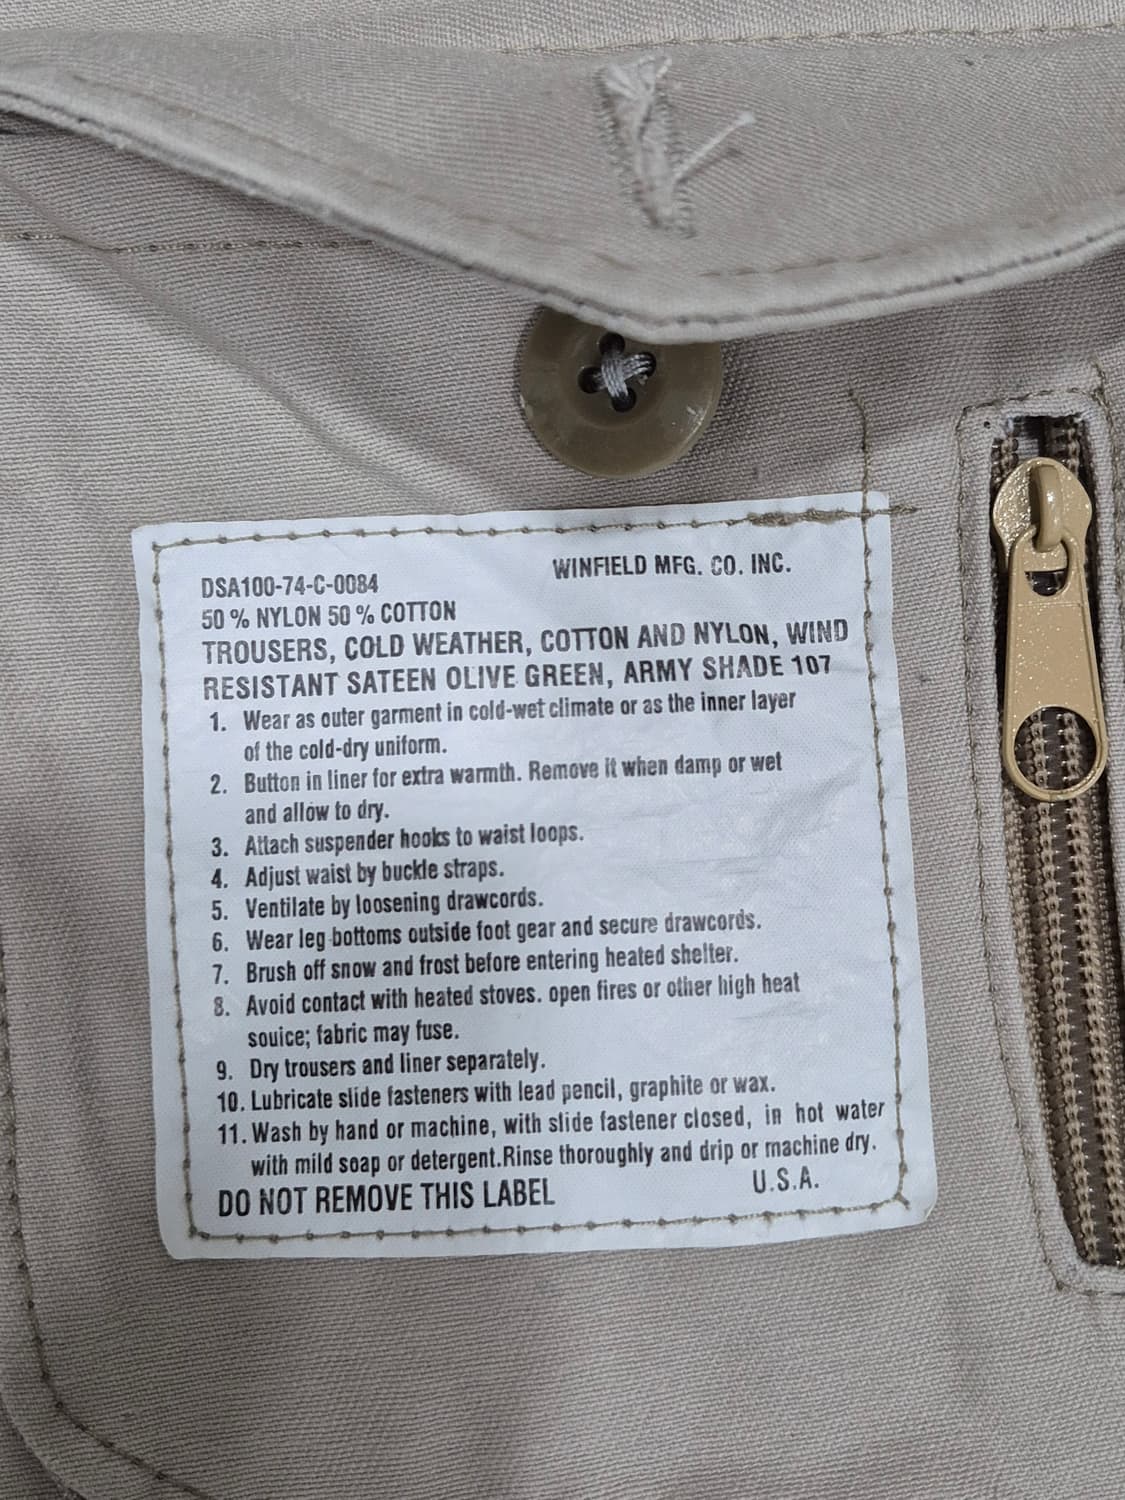 WINFIELD MFG. CO. INC.
DSA100-74-C-0084
50 % NYLON 50 % COTTON
TROUSERS, COLD WEATHER, COTTON AND NYLON, WIND
RESISTANT SATEEN OLIVE GREEN, ARMY SHADE 107
1. Wear as outer garment in cold-wet climate or as the inner layer
of the cold-dry uniform.
2. Button in liner for extra warmth. Remove it when damp or wet
and allow to dry.
3. Attach suspender hooks to waist loops.
4. Adjust waist by buckle straps.
5. Ventilate by loosening drawcords.
6. Wear leg bottoms outside foot gear and secure drawcords.
7. Brush off snow and frost before entering heated shelter.
8. Avoid contact with heated stoves. open fires or other high heat
souice; fabric may fuse.
9. Dry trousers and liner separately.
10. Lubricate slide fasteners with lead pencil, graphite or wax.
11. Wash by hand or machine, with slide fastener closed, in hot water
with mild soap or detergent.Rinse thoroughly and drip or machine dry.
DO NOT REMOVE THIS LABEL
U.S.A.